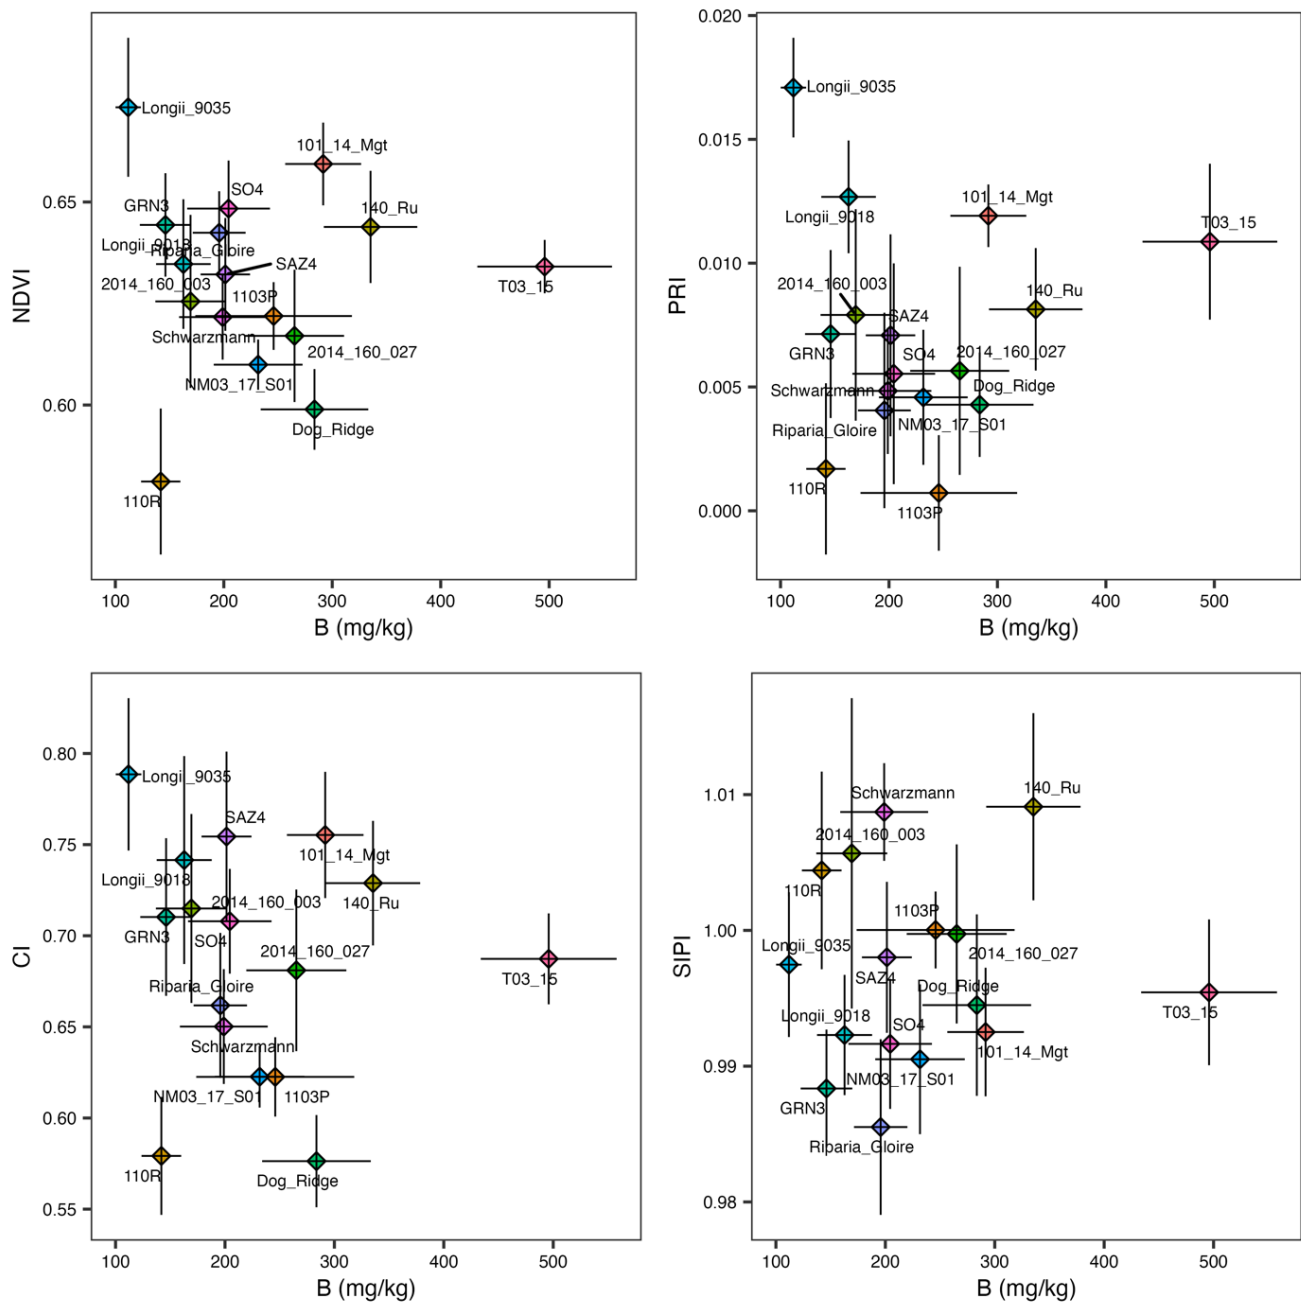 NDVI
0.65
0.60
Longii_9035
101_14_Mgt
SO4
GRN3
140_Ru
Longii_9018
Riparia_Gloire
SAZ4
2014_160_003
T03_15
1103P
Schwarzmann
2014_160_027
NM03_17_S01
Dog_Ridge
110R
100 200 300 400 500
B (mg/kg)
PRI
0.020
0.015
0.010
0.005
0.000
Longii_9035
101_14_Mgt
Longii_9018
T03_15
2014_160_003
140_Ru
SAZ4
GRN3
SO4
2014_160_027
Schwarzmann
Dog_Ridge
Riparia_Gloire
NM03_17_S01
110R
1103P
100 200 300 400 500
B (mg/kg)
CI
0.80
0.75
0.70
0.65
0.60
0.55
Longii_9035
SAZ4
101_14_Mgt
Longii_9018
2014_160_003
140_Ru
GRN3
SO4
T03_15
2014_160_027
Riparia_Gloire
Schwarzmann
NM03_17_S01
1103P
110R
Dog_Ridge
100 200 300 400 500
B (mg/kg)
SIPI
1.01
1.00
0.99
0.98
Schwarzmann
140_Ru
2014_160_003
110R
1103P
Longii_9035
2014_160_027
SAZ4
Dog_Ridge
T03_15
Longii_9018
SO4
101_14_Mgt
NM03_17_S01
GRN3
Riparia_Gloire
100 200 300 400 500
B (mg/kg)